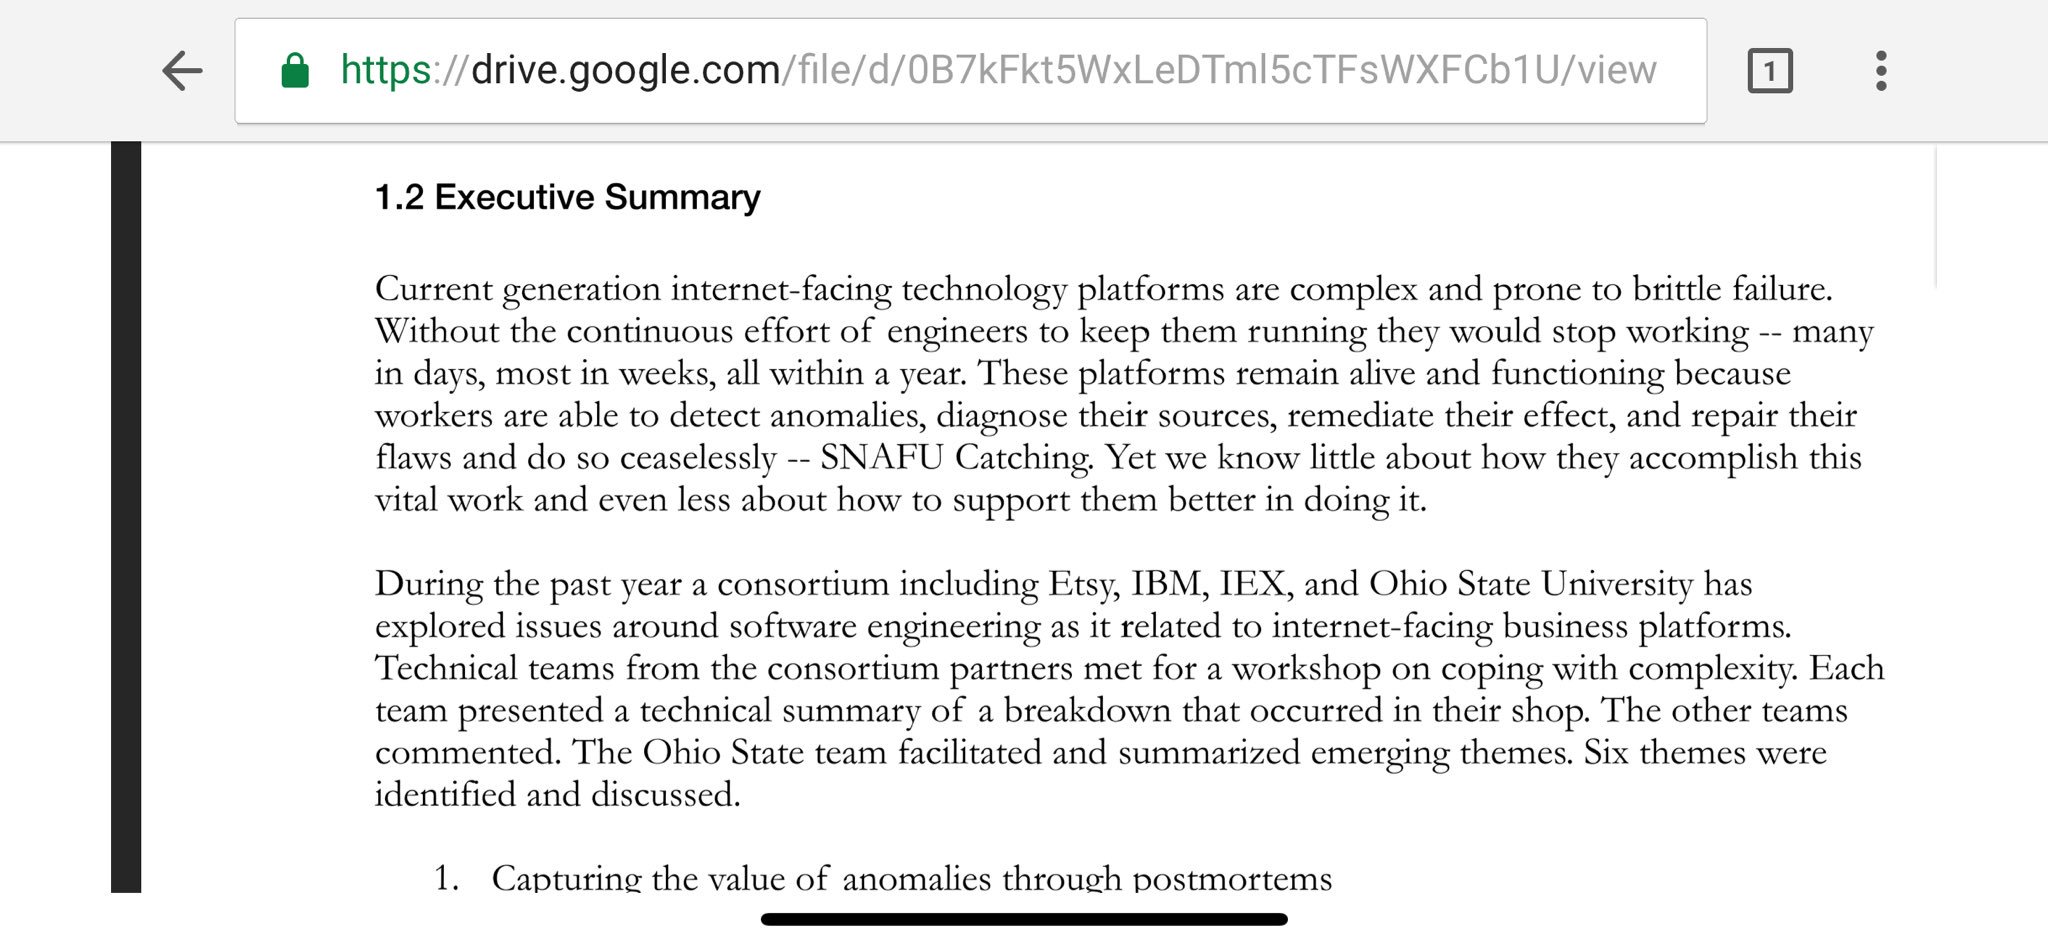 https://drive.google.com/file/d/0B7kFkt5WxLeDTml5cTFsWXFCb1U/view
1
1.2 Executive Summary
Current generation internet-facing technology platforms are complex and prone to brittle failure.
Without the continuous effort of engineers to keep them running they would stop working -- many
in days, most in weeks, all within a year. These platforms remain alive and functioning because
workers are able to detect anomalies, diagnose their sources, remediate their effect, and repair their
flaws and do so ceaselessly -- SNAFU Catching. Yet we know little about how they accomplish this
vital work and even less about how to support them better in doing it.
During the past year a consortium including Etsy, IBM, IEX, and Ohio State University has
explored issues around software engineering as it related to internet-facing business platforms.
Technical teams from the consortium partners met for a workshop on coping with complexity. Each
team presented a technical summary of a breakdown that occurred in their shop. The other teams
commented. The Ohio State team facilitated and summarized emerging themes. Six themes were
identified and discussed.
1. Capturing the value of anomalies through postmortems